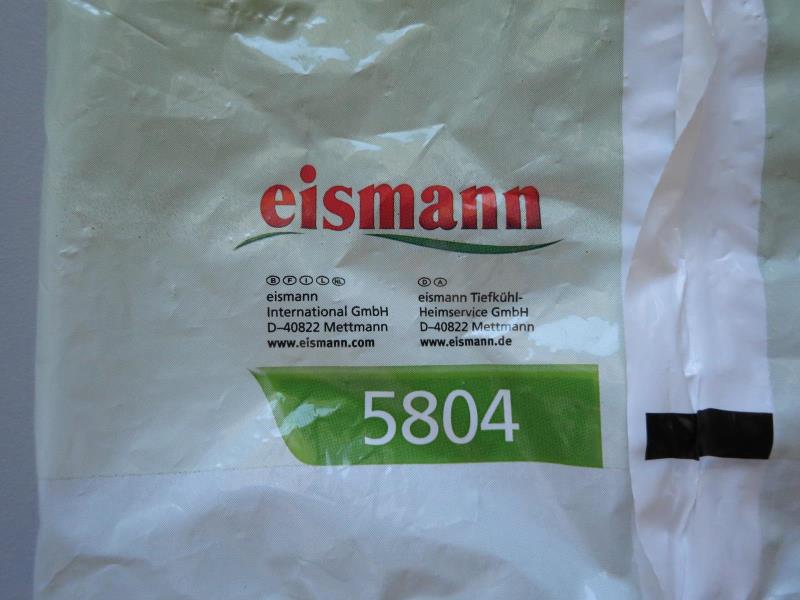 eismann
B F I L NL
eismann
International GmbH
D–40822 Mettmann
www.eismann.com
D A
eismann Tiefkühl-
Heimservice GmbH
D–40822 Mettmann
www.eismann.de
5804